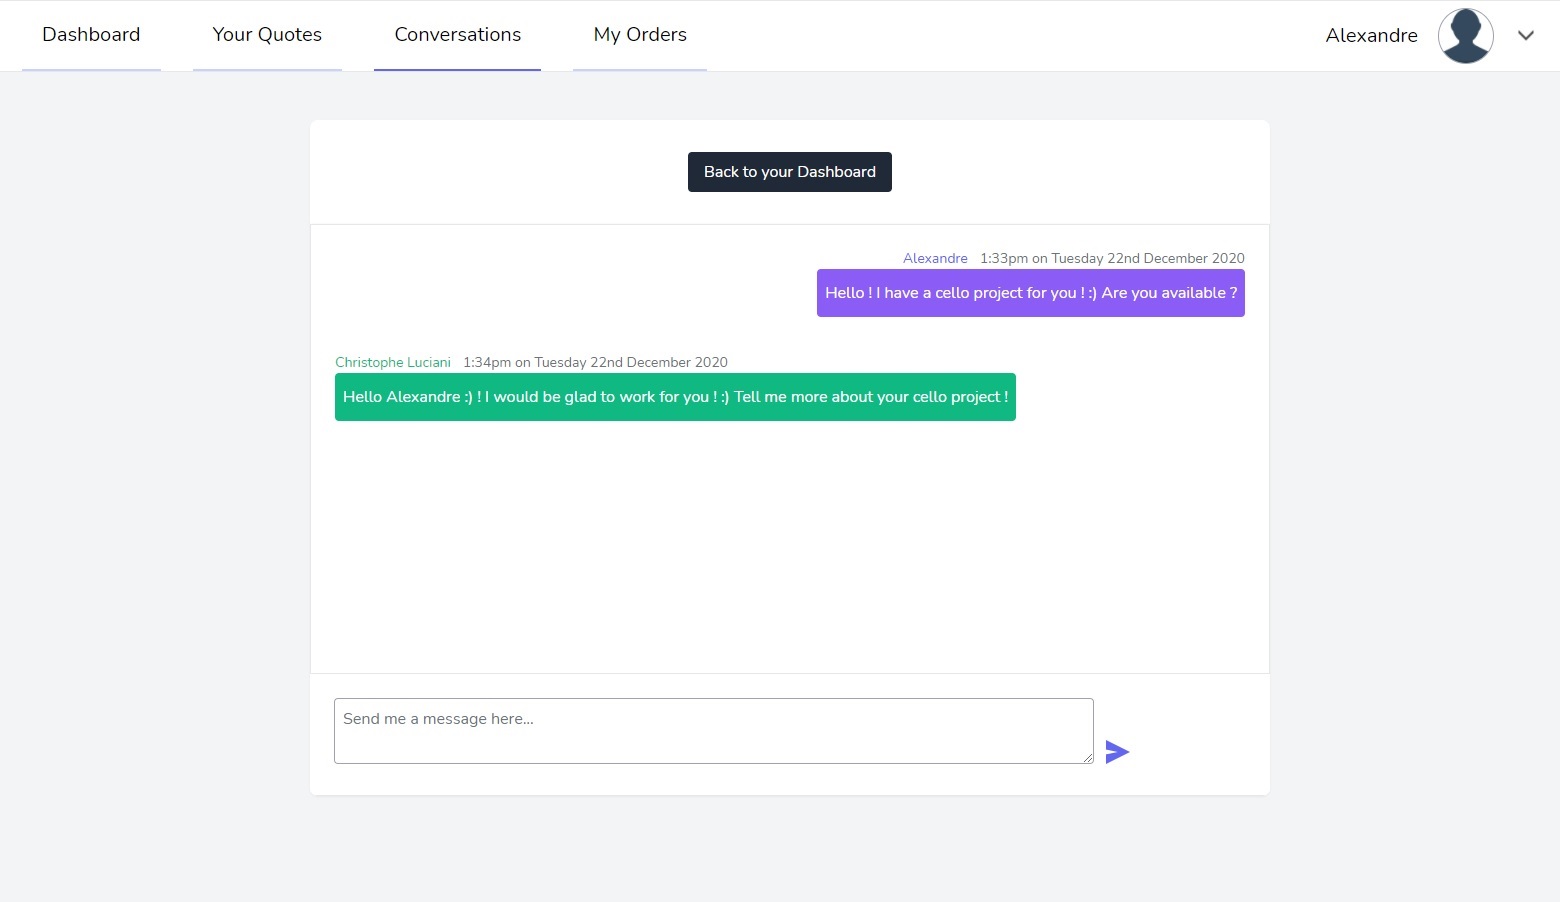 Dashboard Your Quotes Conversations My Orders Alexandre
Back to your Dashboard
Alexandre 1:33pm on Tuesday 22nd December 2020
Hello ! I have a cello project for you ! :) Are you available ?
Christophe Luciani 1:34pm on Tuesday 22nd December 2020
Hello Alexandre :) ! I would be glad to work for you ! :) Tell me more about your cello project !
Send me a message here...